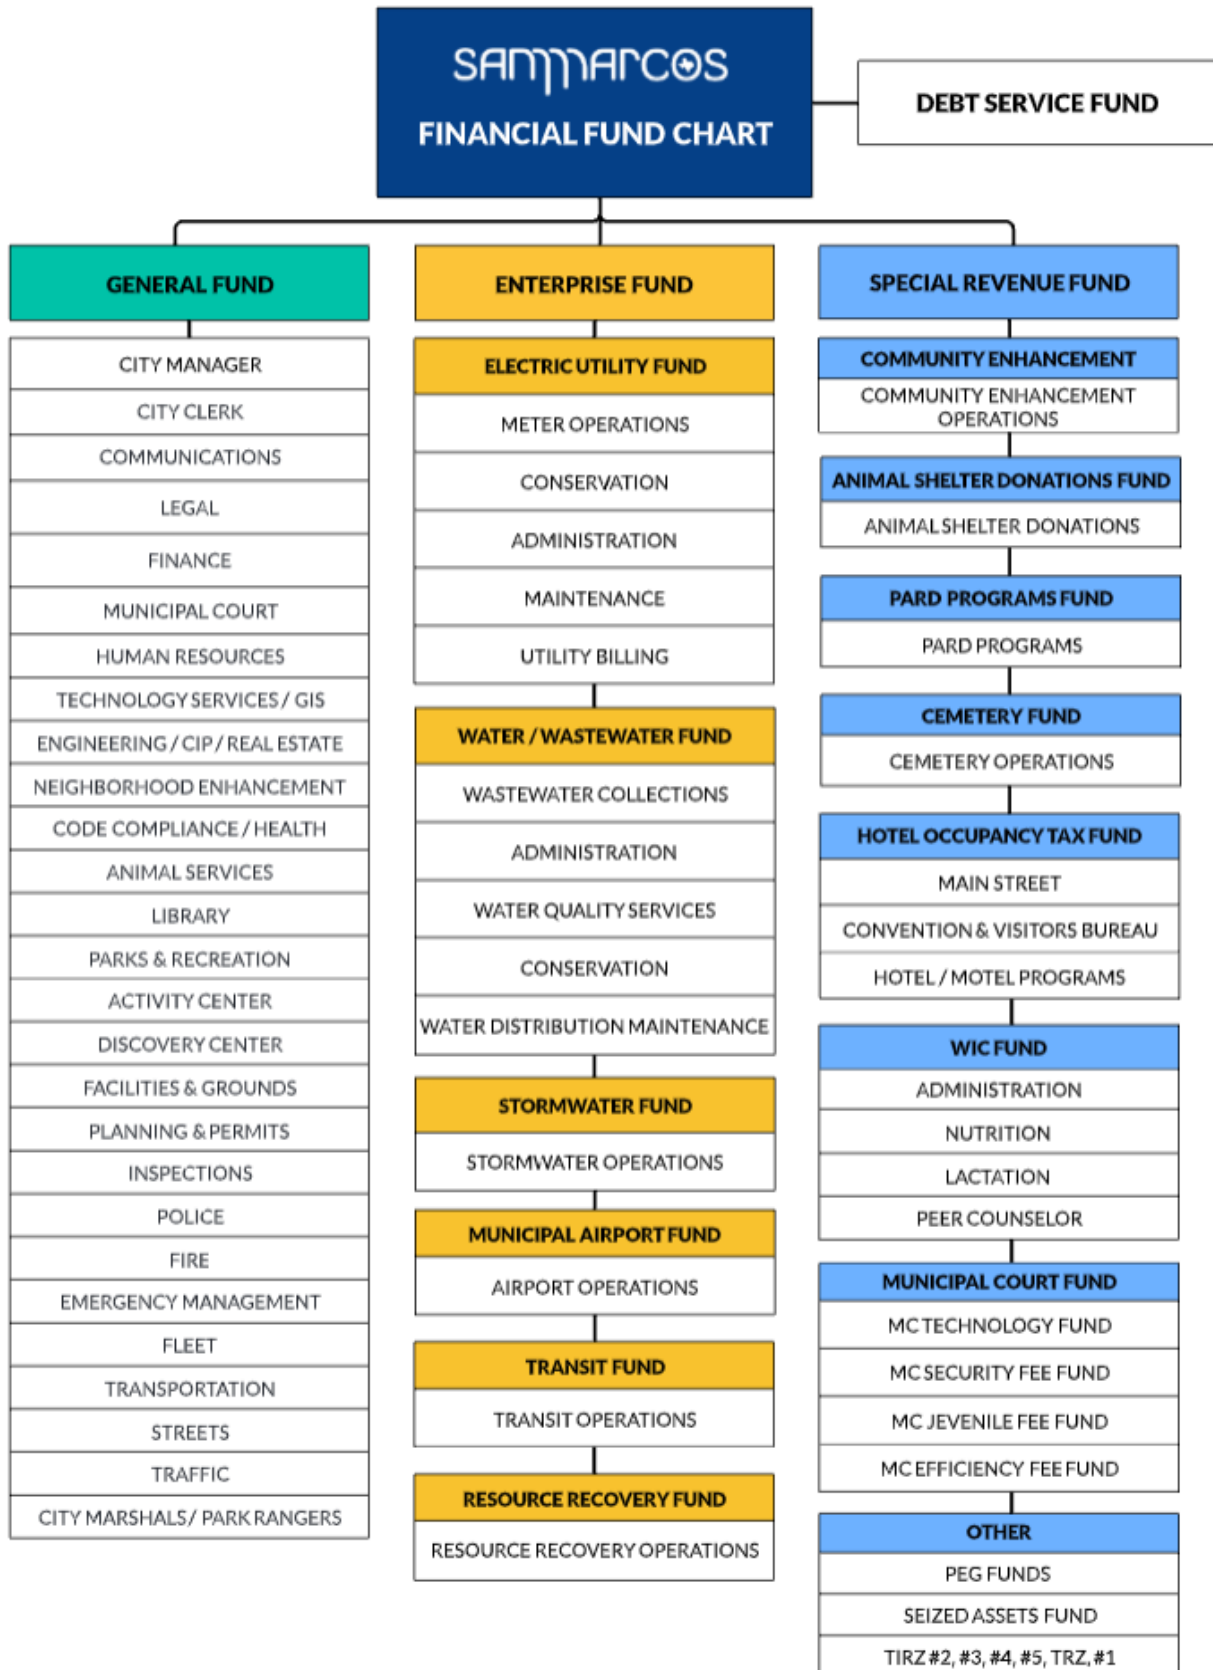 SANMARCOS
FINANCIAL FUND CHART
DEBT SERVICE FUND
GENERAL FUND
CITY MANAGER
CITY CLERK
COMMUNICATIONS
LEGAL
FINANCE
MUNICIPAL COURT
HUMAN RESOURCES
TECHNOLOGY SERVICES / GIS
ENGINEERING / CIP / REAL ESTATE
NEIGHBORHOOD ENHANCEMENT
CODE COMPLIANCE / HEALTH
ANIMAL SERVICES
LIBRARY
PARKS & RECREATION
ACTIVITY CENTER
DISCOVERY CENTER
FACILITIES & GROUNDS
PLANNING & PERMITS
INSPECTIONS
POLICE
FIRE
EMERGENCY MANAGEMENT
FLEET
TRANSPORTATION
STREETS
TRAFFIC
CITY MARSHALS / PARK RANGERS
ENTERPRISE FUND
ELECTRIC UTILITY FUND
METER OPERATIONS
CONSERVATION
ADMINISTRATION
MAINTENANCE
UTILITY BILLING
WATER / WASTEWATER FUND
WASTEWATER COLLECTIONS
ADMINISTRATION
WATER QUALITY SERVICES
CONSERVATION
WATER DISTRIBUTION MAINTENANCE
STORMWATER FUND
STORMWATER OPERATIONS
MUNICIPAL AIRPORT FUND
AIRPORT OPERATIONS
TRANSIT FUND
TRANSIT OPERATIONS
RESOURCE RECOVERY FUND
RESOURCE RECOVERY OPERATIONS
SPECIAL REVENUE FUND
COMMUNITY ENHANCEMENT
COMMUNITY ENHANCEMENT
OPERATIONS
ANIMAL SHELTER DONATIONS FUND
ANIMAL SHELTER DONATIONS
PARD PROGRAMS FUND
PARD PROGRAMS
CEMETERY FUND
CEMETERY OPERATIONS
HOTEL OCCUPANCY TAX FUND
MAIN STREET
CONVENTION & VISITORS BUREAU
HOTEL / MOTEL PROGRAMS
WIC FUND
ADMINISTRATION
NUTRITION
LACTATION
PEER COUNSELOR
MUNICIPAL COURT FUND
MC TECHNOLOGY FUND
MC SECURITY FEE FUND
MC JEVENILE FEE FUND
MC EFFICIENCY FEE FUND
OTHER
PEG FUNDS
SEIZED ASSETS FUND
TIRZ #2, #3, #4, #5, TRZ, #1